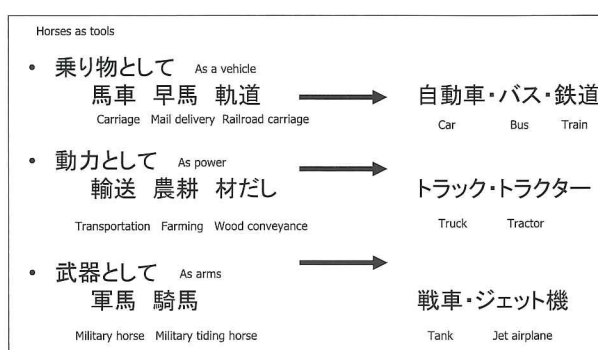 Horses as tools
• 乗り物として As a vehicle
馬車 早馬 軌道 自動車・バス・鉄道
Carriage Mail delivery Railroad carriage Car Bus Train
• 動力として As power
輸送 農耕 材だし トラック・トラクター
Transportation Farming Wood conveyance Truck Tractor
• 武器として As arms
軍馬 騎馬 戦車・ジェット機
Military horse Military tiding horse Tank Jet airplane